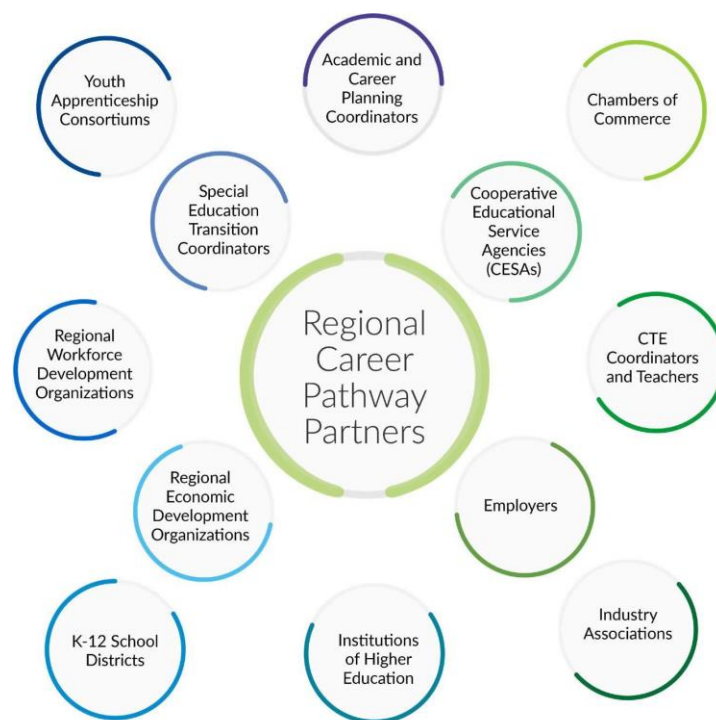 Youth
Apprenticeship
Consortiums
Academic and
Career
Planning
Coordinators
Chambers of
Commerce
Special
Education
Transition
Coordinators
Cooperative
Educational
Service
Agencies
(CESAs)
Regional
Workforce
Development
Organizations
Regional
Career
Pathway
Partners
CTE
Coordinators
and Teachers
Regional
Economic
Development
Organizations
Employers
K-12 School
Districts
Institutions
of Higher
Education
Industry
Associations